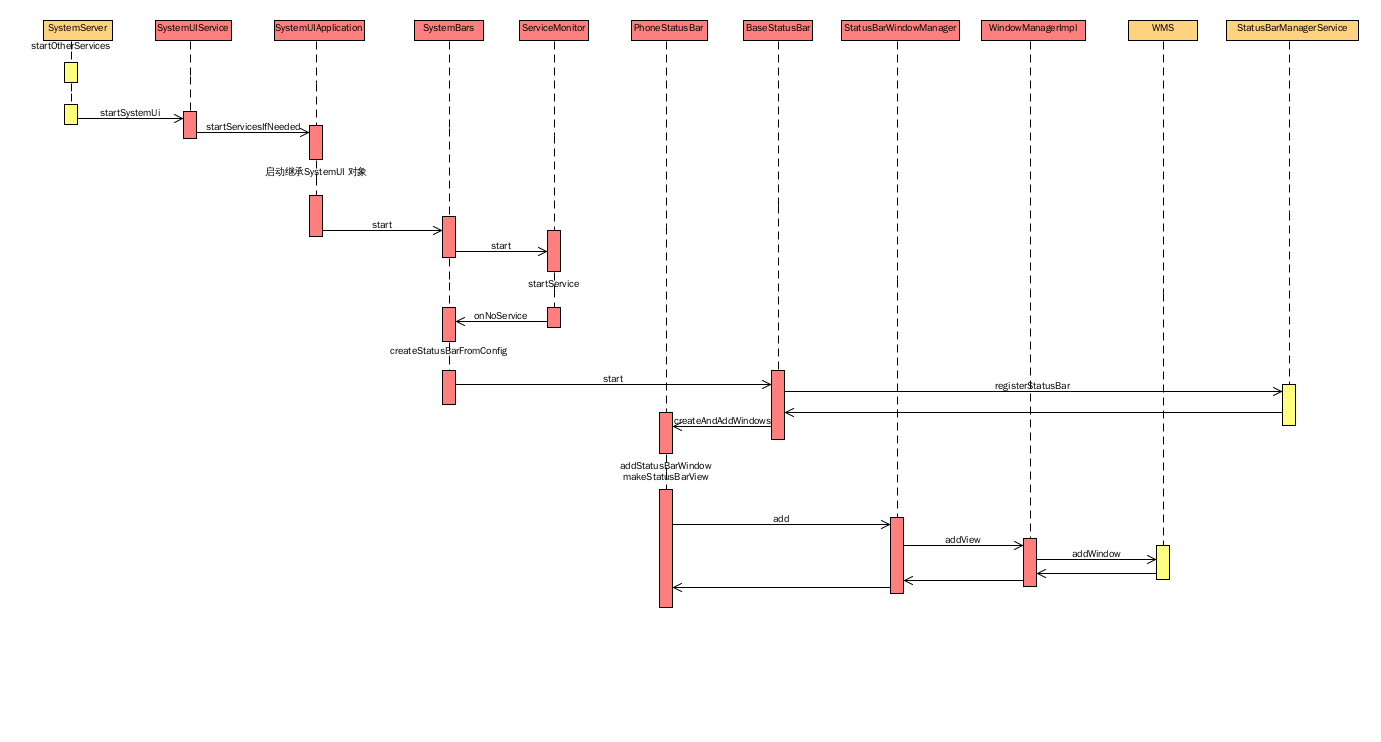 SystemServer
SystemUIService
SystemUIApplication
SystemBars
ServiceMonitor
PhoneStatusBar
BaseStatusBar
StatusBarWindowManager
WindowManagerImpl
WMS
StatusBarManagerService
startOtherServices
startSystemUi
startServicesIfNeeded
启动继承SystemUI 对象
start
start
startService
onNoService
createStatusBarFromConfig
start
registerStatusBar
createAndAddWindows
addStatusBarWindow
makeStatusBarView
add
addView
addWindow